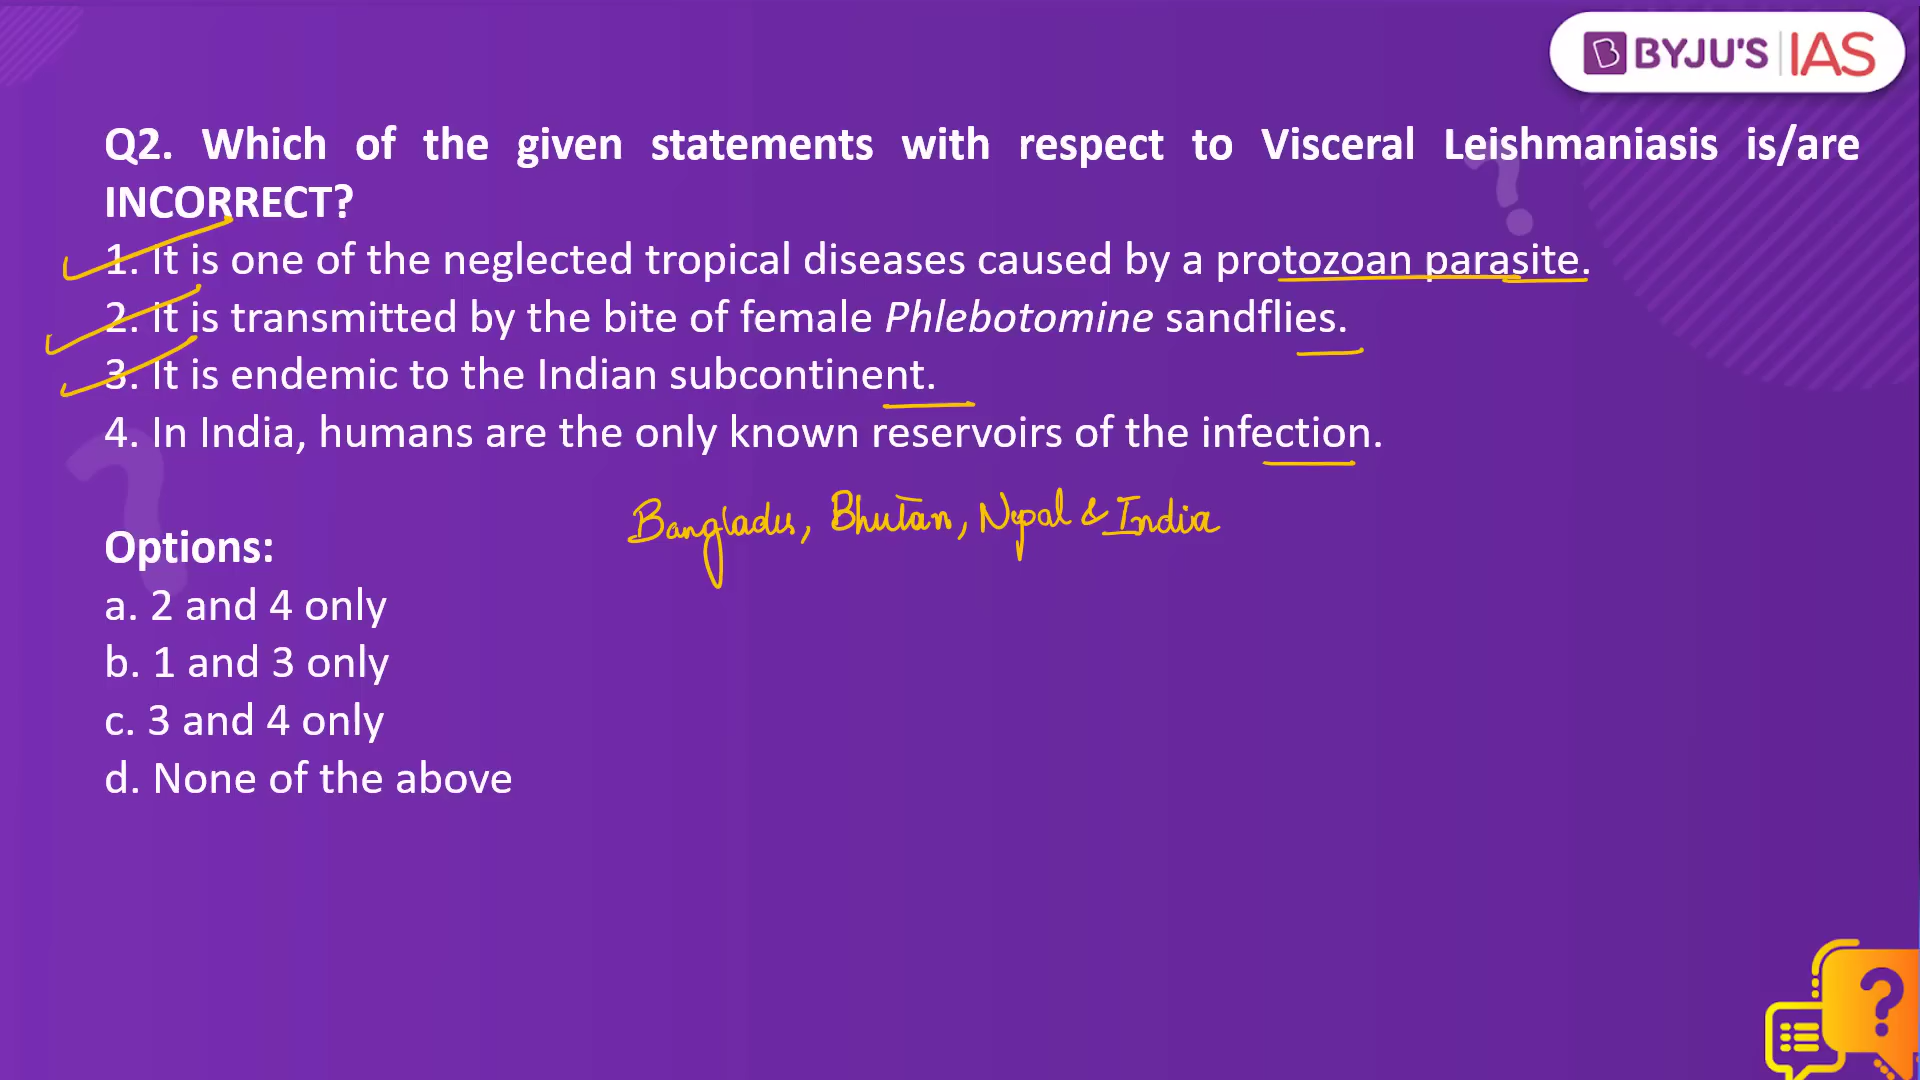 BYJU'S IAS
Q2. Which of the given statements with respect to Visceral Leishmaniasis is/are
INCORRECT?
1. It is one of the neglected tropical diseases caused by a protozoan parasite.
2. It is transmitted by the bite of female Phlebotomine sandflies.
3. It is endemic to the Indian subcontinent.
4. In India, humans are the only known reservoirs of the infection.
Bhutan, Nepal & India
Options:
a. 2 and 4 only
b. 1 and 3 only
c. 3 and 4 only
d. None of the above